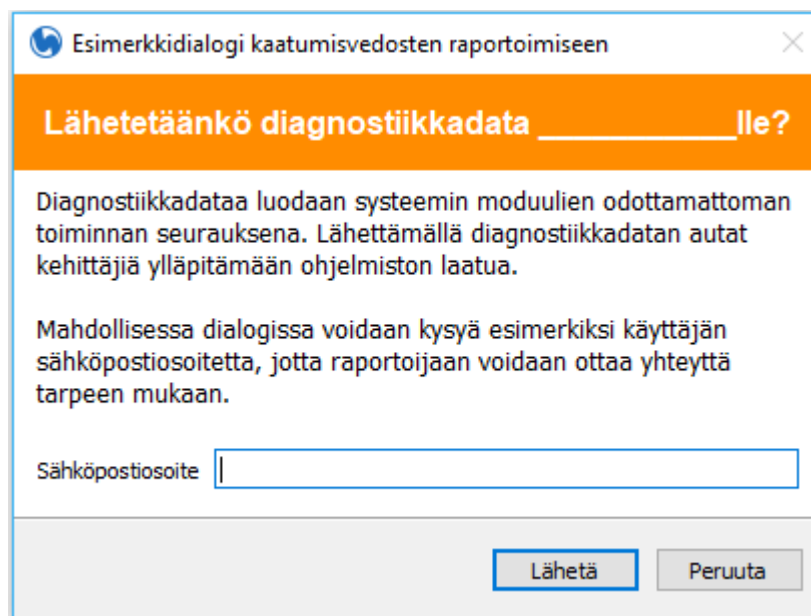 Esimerkkidialogi kaatumisvedosten raportoimiseen
Lähetetäänkö diagnostiikkadata ____________lle?
Diagnostiikkadataa luodaan systeemin moduulien odottamattoman
toiminnan seurauksena. Lähettämällä diagnostiikkadatan autat
kehittäjiä ylläpitämään ohjelmiston laatua.
Mahdollisessa dialogissa voidaan kysyä esimerkiksi käyttäjän
sähköpostiosoitetta, jotta raportoijaan voidaan ottaa yhteyttä
tarpeen mukaan.
Sähköpostiosoite
Lähetä Peruuta